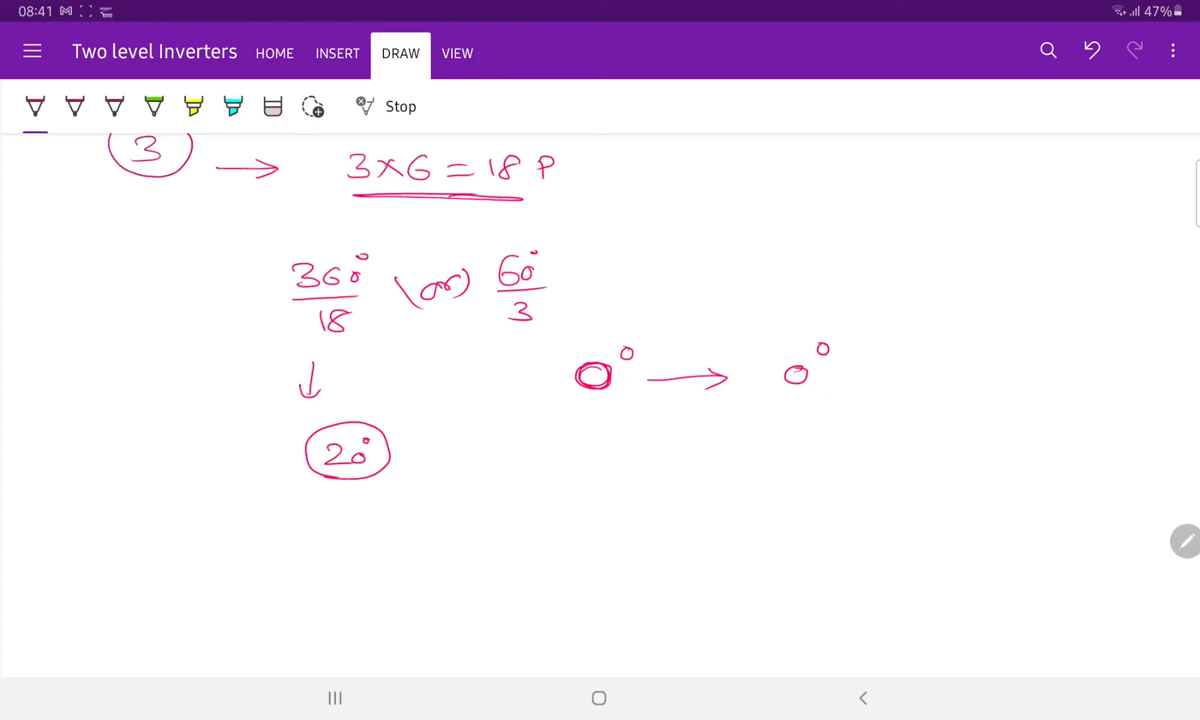 08:41 47%
Two level Inverters HOME INSERT DRAW VIEW
Stop
3 → 3×6 = 18 P
360°/18 (or) 60°/3
0° → 0°
↓
20°